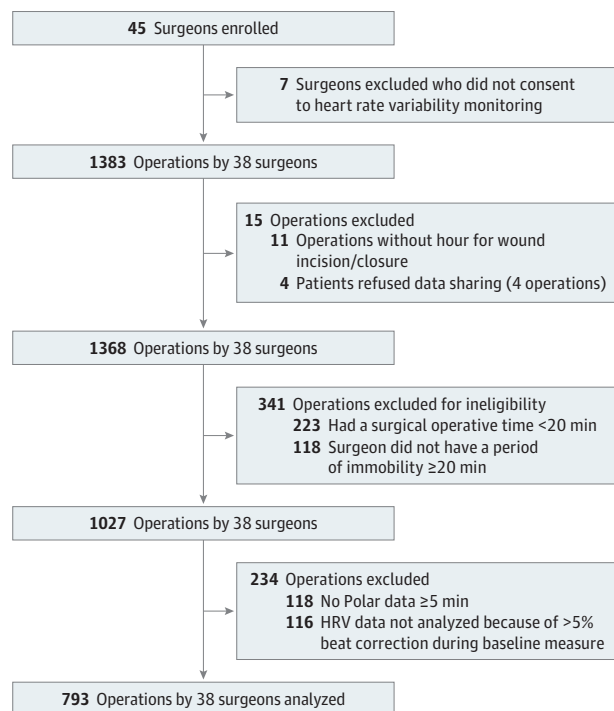 45 Surgeons enrolled
7 Surgeons excluded who did not consent
to heart rate variability monitoring
1383 Operations by 38 surgeons
15 Operations excluded
11 Operations without hour for wound
incision/closure
4 Patients refused data sharing (4 operations)
1368 Operations by 38 surgeons
341 Operations excluded for ineligibility
223 Had a surgical operative time <20 min
118 Surgeon did not have a period
of immobility ≥20 min
1027 Operations by 38 surgeons
234 Operations excluded
118 No Polar data ≥5 min
116 HRV data not analyzed because of >5%
beat correction during baseline measure
793 Operations by 38 surgeons analyzed